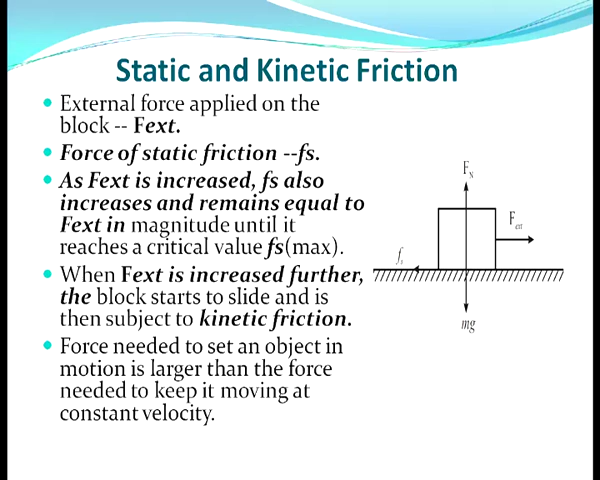 Static and Kinetic Friction
• External force applied on the
block -- Fext.
• Force of static friction --fs.
• As Fext is increased, fs also
increases and remains equal to
Fext in magnitude until it
reaches a critical value fs(max).
• When Fext is increased further,
the block starts to slide and is
then subject to kinetic friction.
• Force needed to set an object in
motion is larger than the force
needed to keep it moving at
constant velocity.
F_N
F_ext
f_s
mg